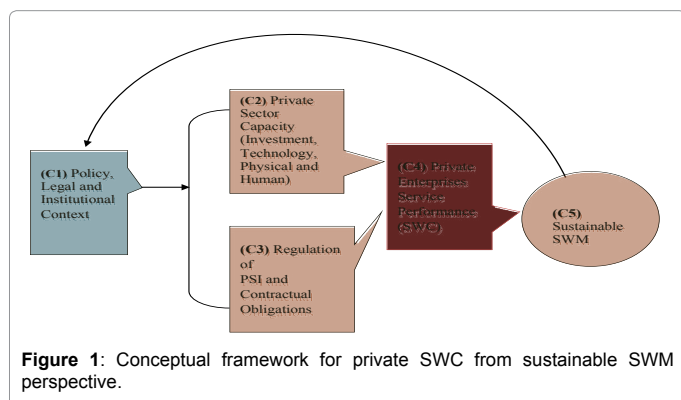 (C1) Policy,
Legal and
Institutional
Context
(C2) Private
Sector
Capacity
(Investment,
Technology,
Physical and
Human)
(C3) Regulation
of
PSI and
Contractual
Obligations
(C4) Private
Enterprises
Service
Performance
(SWC)
(C5)
Sustainable
SWM
Figure 1: Conceptual framework for private SWC from sustainable SWM
perspective.